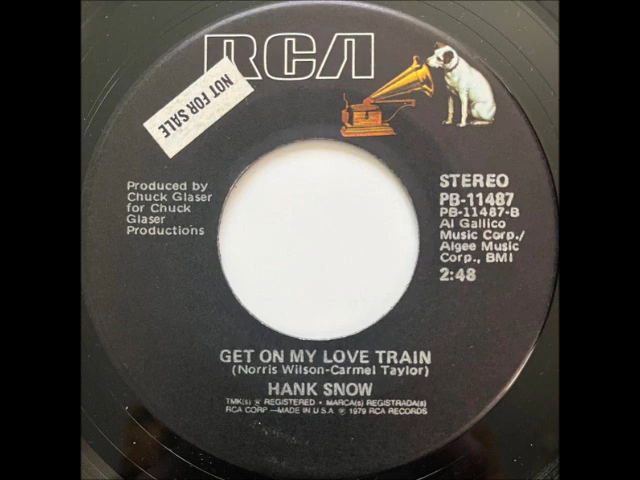 RCA
NOT FOR SALE
Produced by
Chuck Glaser
for Chuck
Glaser
Productions
STEREO
PB-11487
PB-11487-B
Al Gallico
Music Corp./
Algee Music
Corp., BMI
2:48
GET ON MY LOVE TRAIN
(Norris Wilson-Carmel Taylor)
HANK SNOW
TMK(s) ® REGISTERED • MARCA(s) REGISTRADA(s)
RCA CORP.—MADE IN U.S.A. ℗ 1979 RCA RECORDS